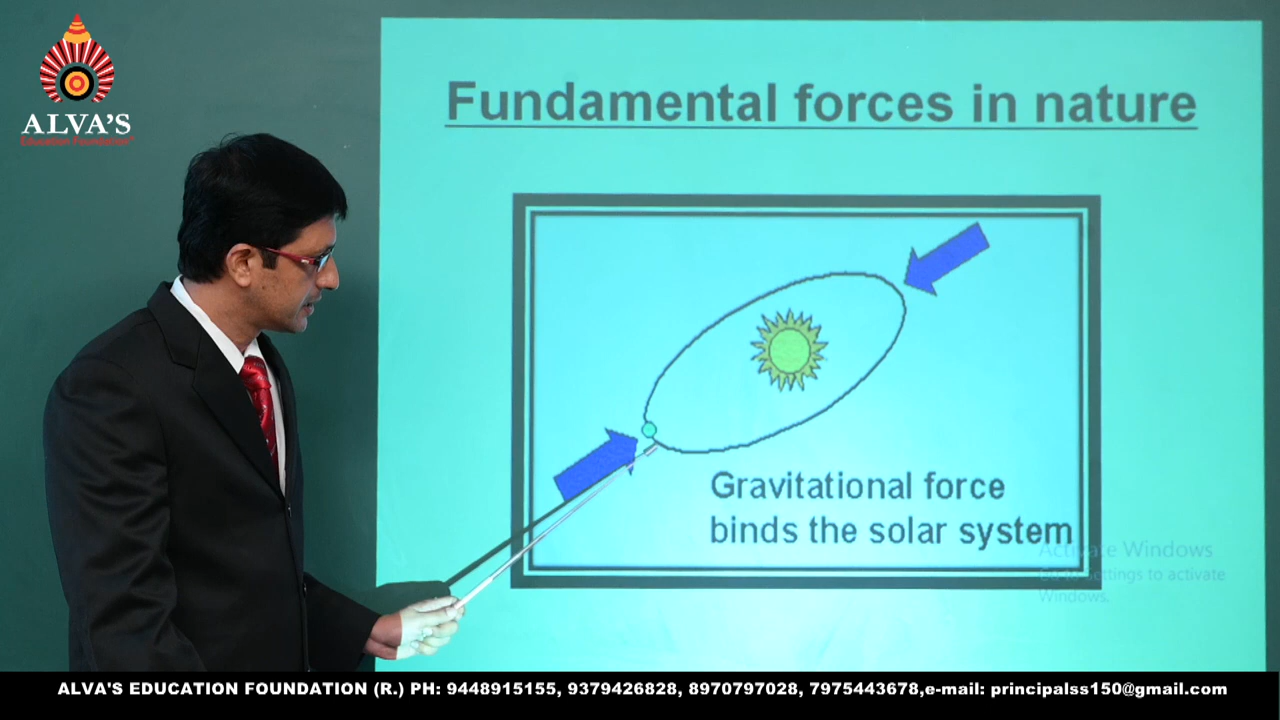 ALVA'S
Education Foundation
Fundamental forces in nature
Gravitational force
binds the solar system
Activate Windows
Go to Settings to activate
Windows.
ALVA'S EDUCATION FOUNDATION (R.) PH: 9448915155, 9379426828, 8970797028, 7975443678,e-mail: principalss150@gmail.com